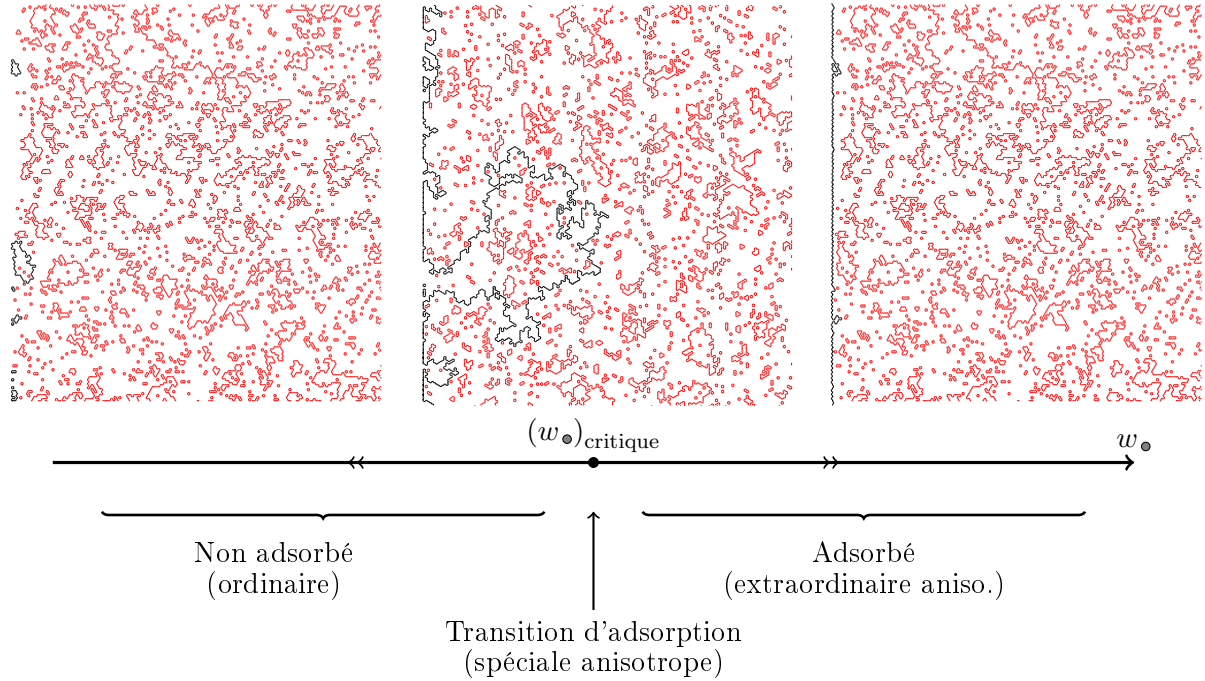 (w●)critique
w●
Non adsorbé
(ordinaire)
Adsorbé
(extraordinaire aniso.)
Transition d'adsorption
(spéciale anisotrope)